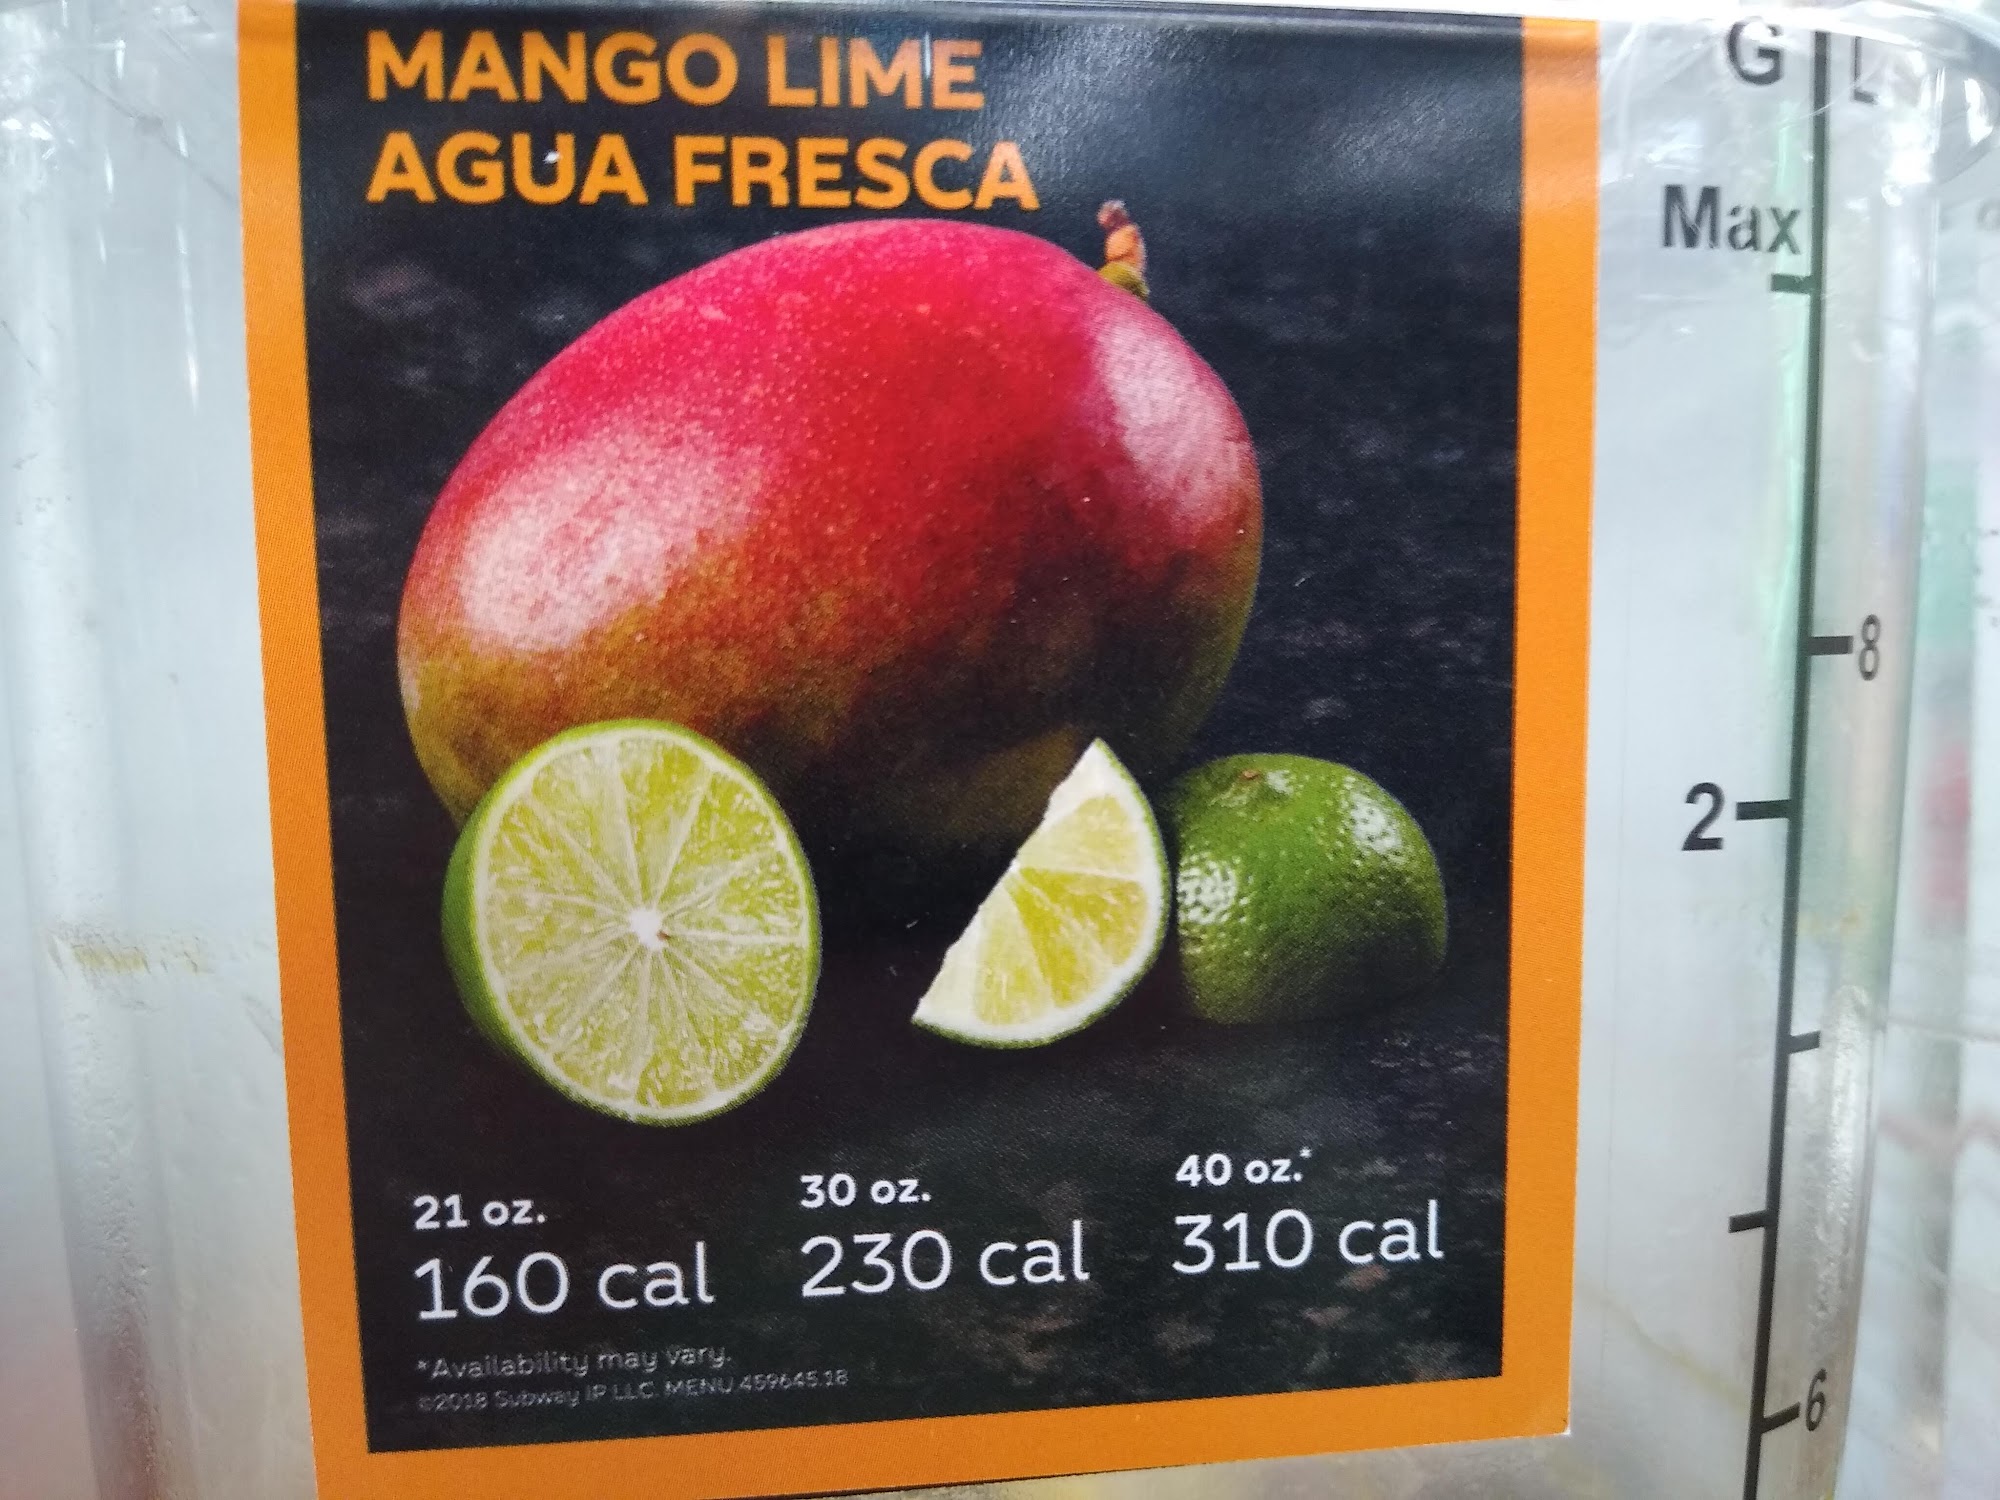 MANGO LIME
AGUA FRESCA
21 oz.
160 cal
30 oz.
230 cal
40 oz.*
310 cal
*Availability may vary.
©2018 Subway IP LLC. MENU 459645.18
G L
Max
8
2
6